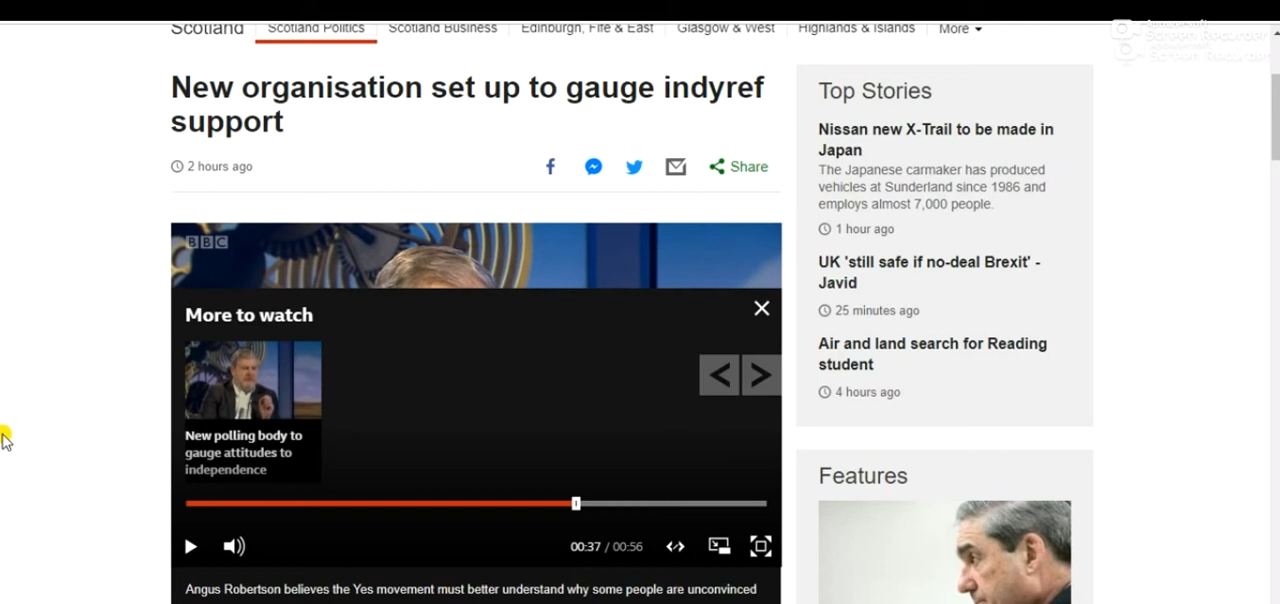 Scotland Scotland Politics Scotland Business Edinburgh, Fife & East Glasgow & West Highlands & Islands More
Screen Recorder
Screen Recorder
New organisation set up to gauge indyref
support
2 hours ago
Share
BBC
More to watch
New polling body to
gauge attitudes to
independence
00:37 / 00:56
Angus Robertson believes the Yes movement must better understand why some people are unconvinced
Top Stories
Nissan new X-Trail to be made in
Japan
The Japanese carmaker has produced
vehicles at Sunderland since 1986 and
employs almost 7,000 people.
1 hour ago
UK 'still safe if no-deal Brexit' -
Javid
25 minutes ago
Air and land search for Reading
student
4 hours ago
Features